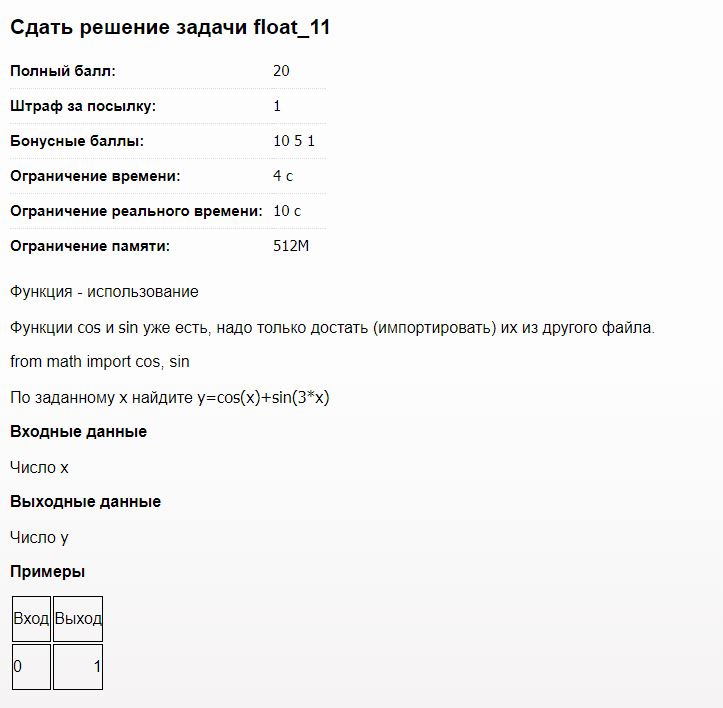 Сдать решение задачи float_11
Полный балл: 20
Штраф за посылку: 1
Бонусные баллы: 10 5 1
Ограничение времени: 4 с
Ограничение реального времени: 10 с
Ограничение памяти: 512M
Функция - использование
Функции cos и sin уже есть, надо только достать (импортировать) их из другого файла.
from math import cos, sin
По заданному x найдите y=cos(x)+sin(3*x)
Входные данные
Число x
Выходные данные
Число y
Примеры
Вход Выход
0 1